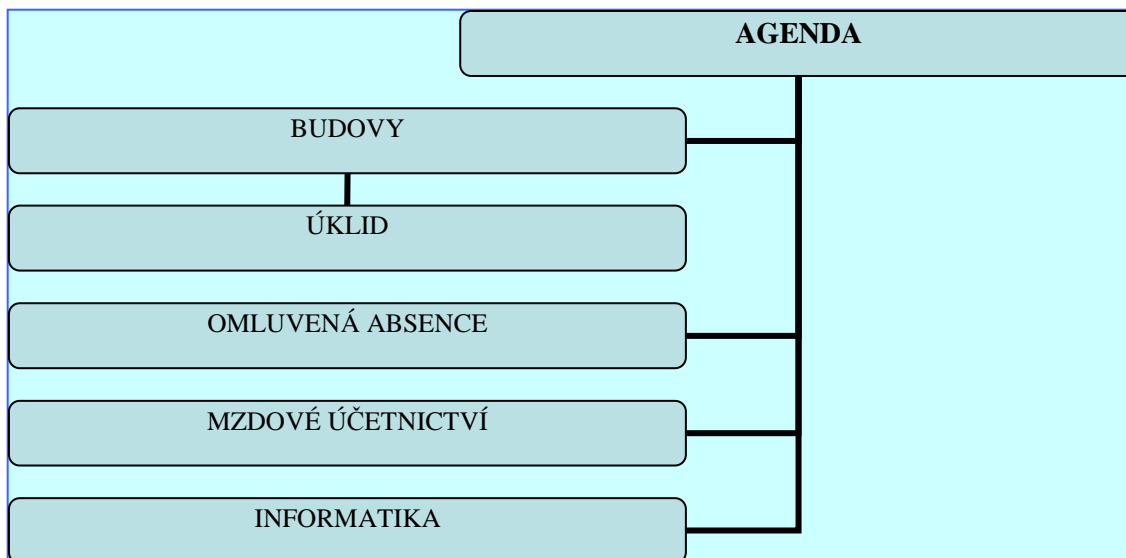 AGENDA
BUDOVY
ÚKLID
OMLUVENÁ ABSENCE
MZDOVÉ ÚČETNICTVÍ
INFORMATIKA